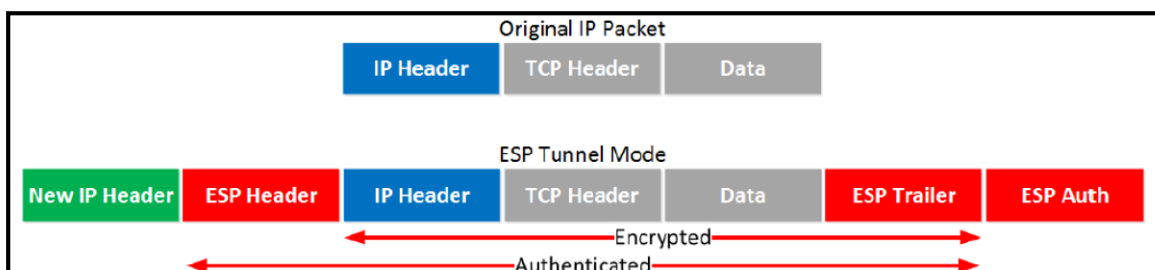 Original IP Packet
IP Header TCP Header Data
ESP Tunnel Mode
New IP Header ESP Header IP Header TCP Header Data ESP Trailer ESP Auth
Encrypted
Authenticated